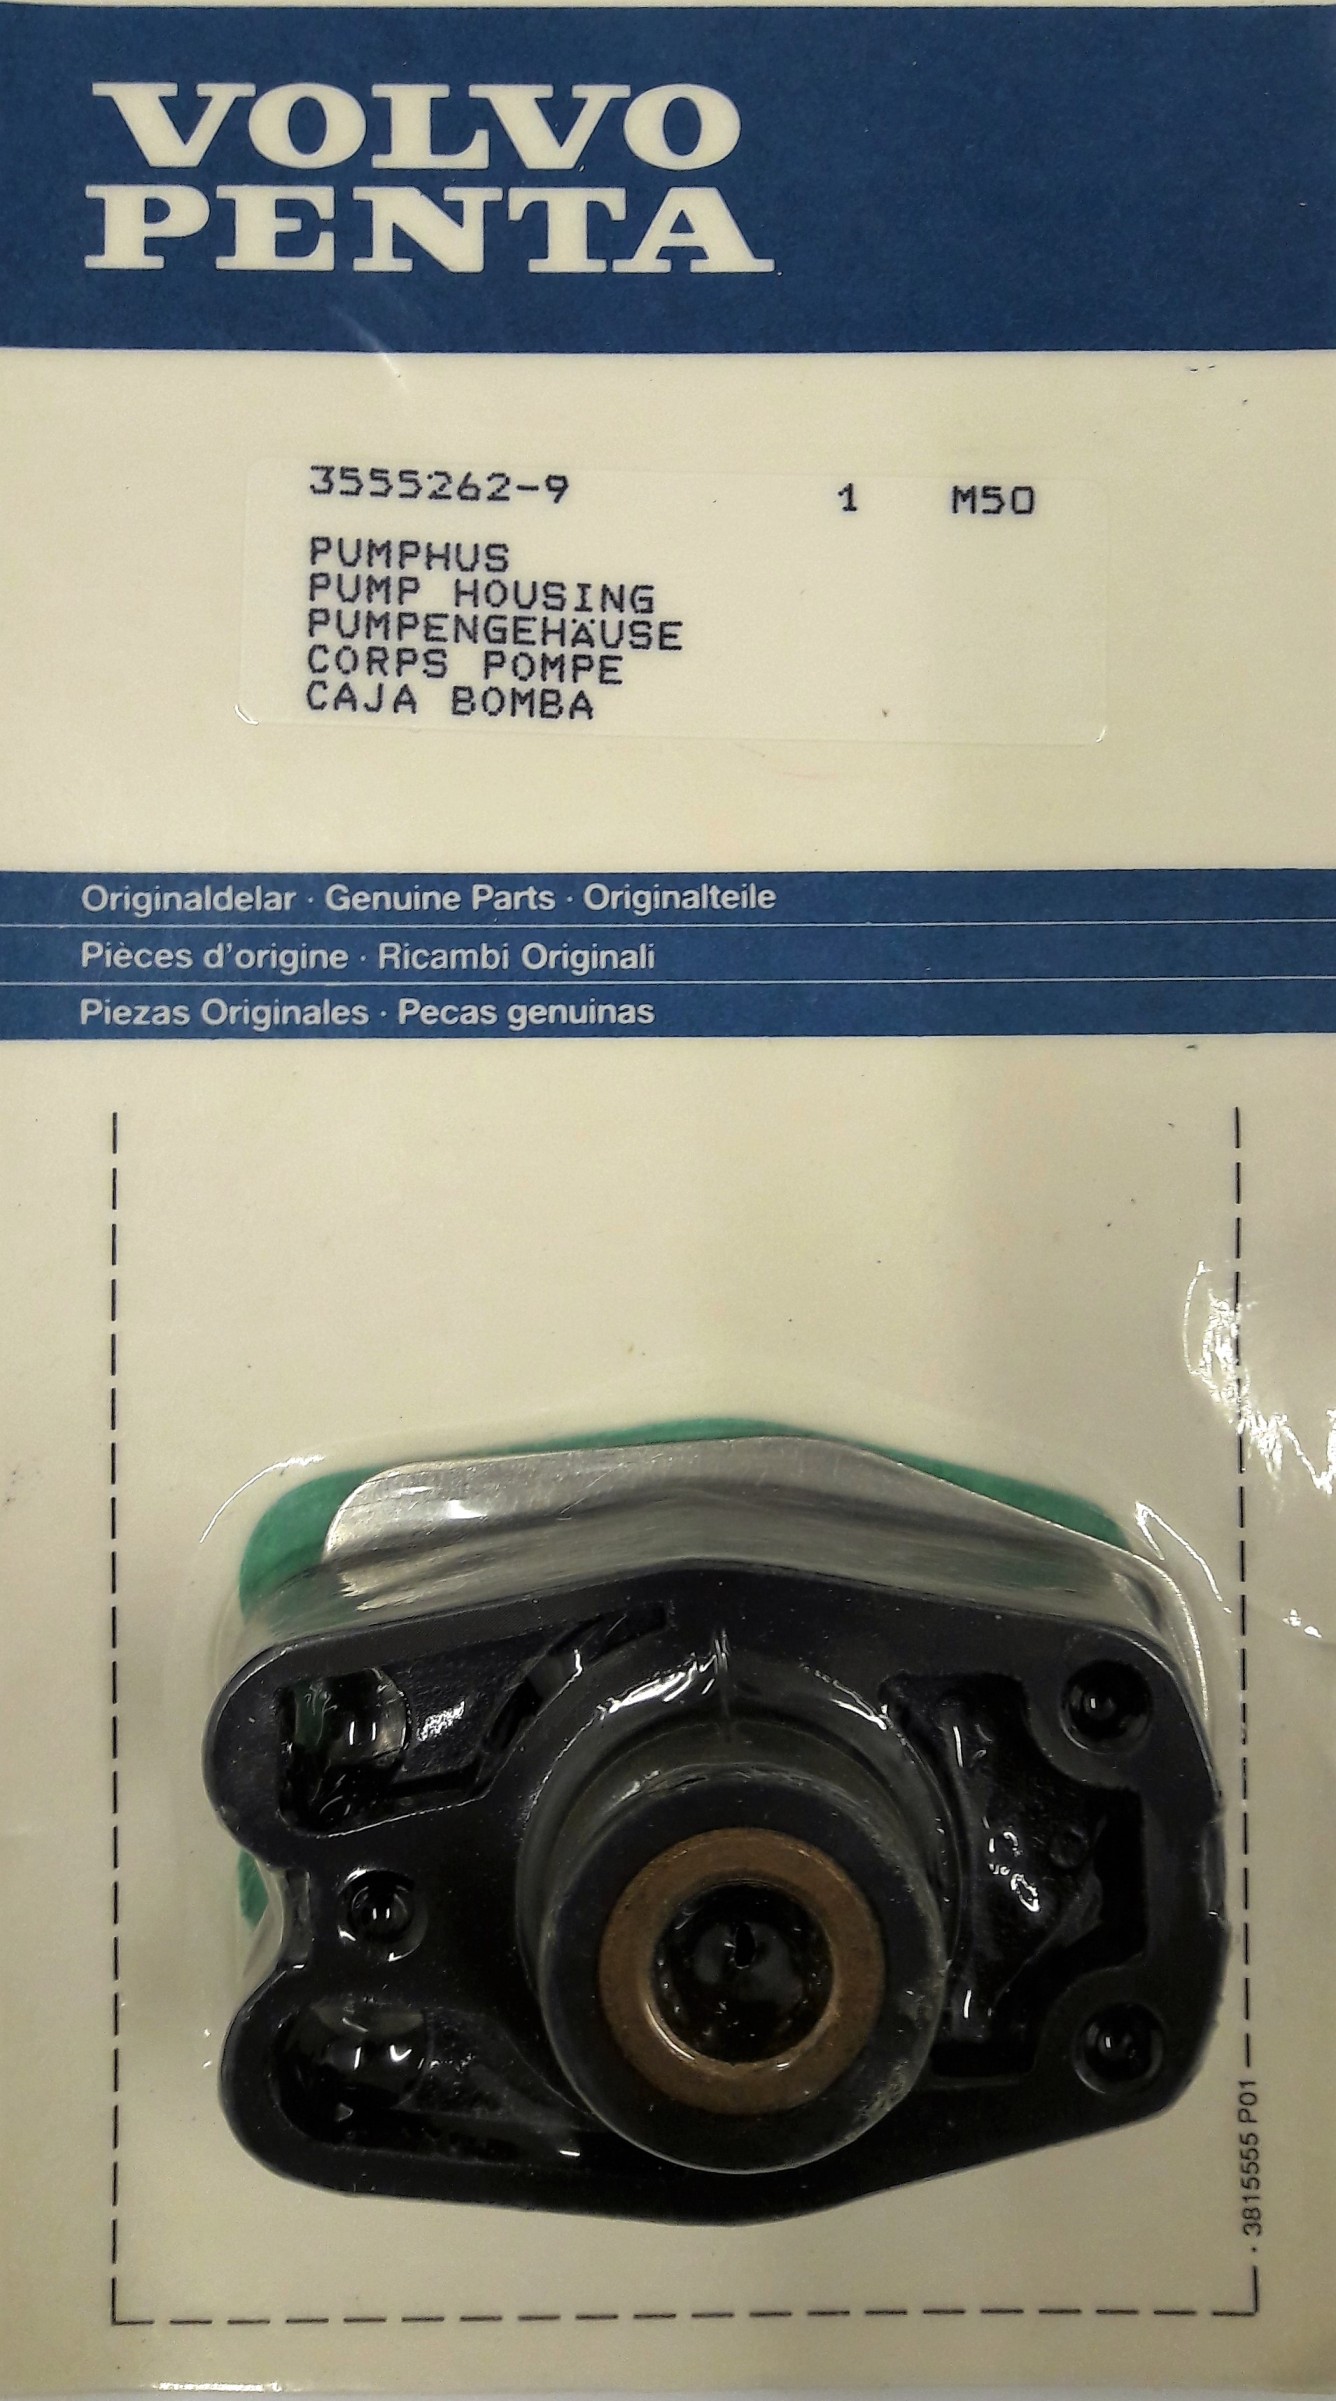 VOLVO
PENTA
3555262-9 1 M50
PUMPHUS
PUMP HOUSING
PUMPENGEHÄUSE
CORPS POMPE
CAJA BOMBA
Originaldelar · Genuine Parts · Originalteile
Pièces d'origine · Ricambi Originali
Piezas Originales · Pecas genuinas
3815555 P01